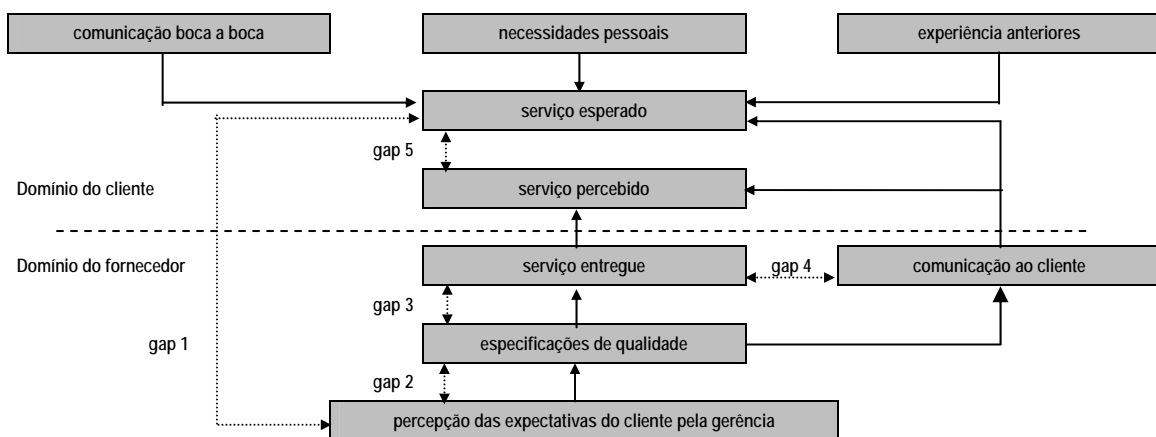 comunicação boca a boca
necessidades pessoais
experiência anteriores
serviço esperado
gap 5
Domínio do cliente
serviço percebido
Domínio do fornecedor
serviço entregue
gap 4
comunicação ao cliente
gap 3
gap 1
especificações de qualidade
gap 2
percepção das expectativas do cliente pela gerência